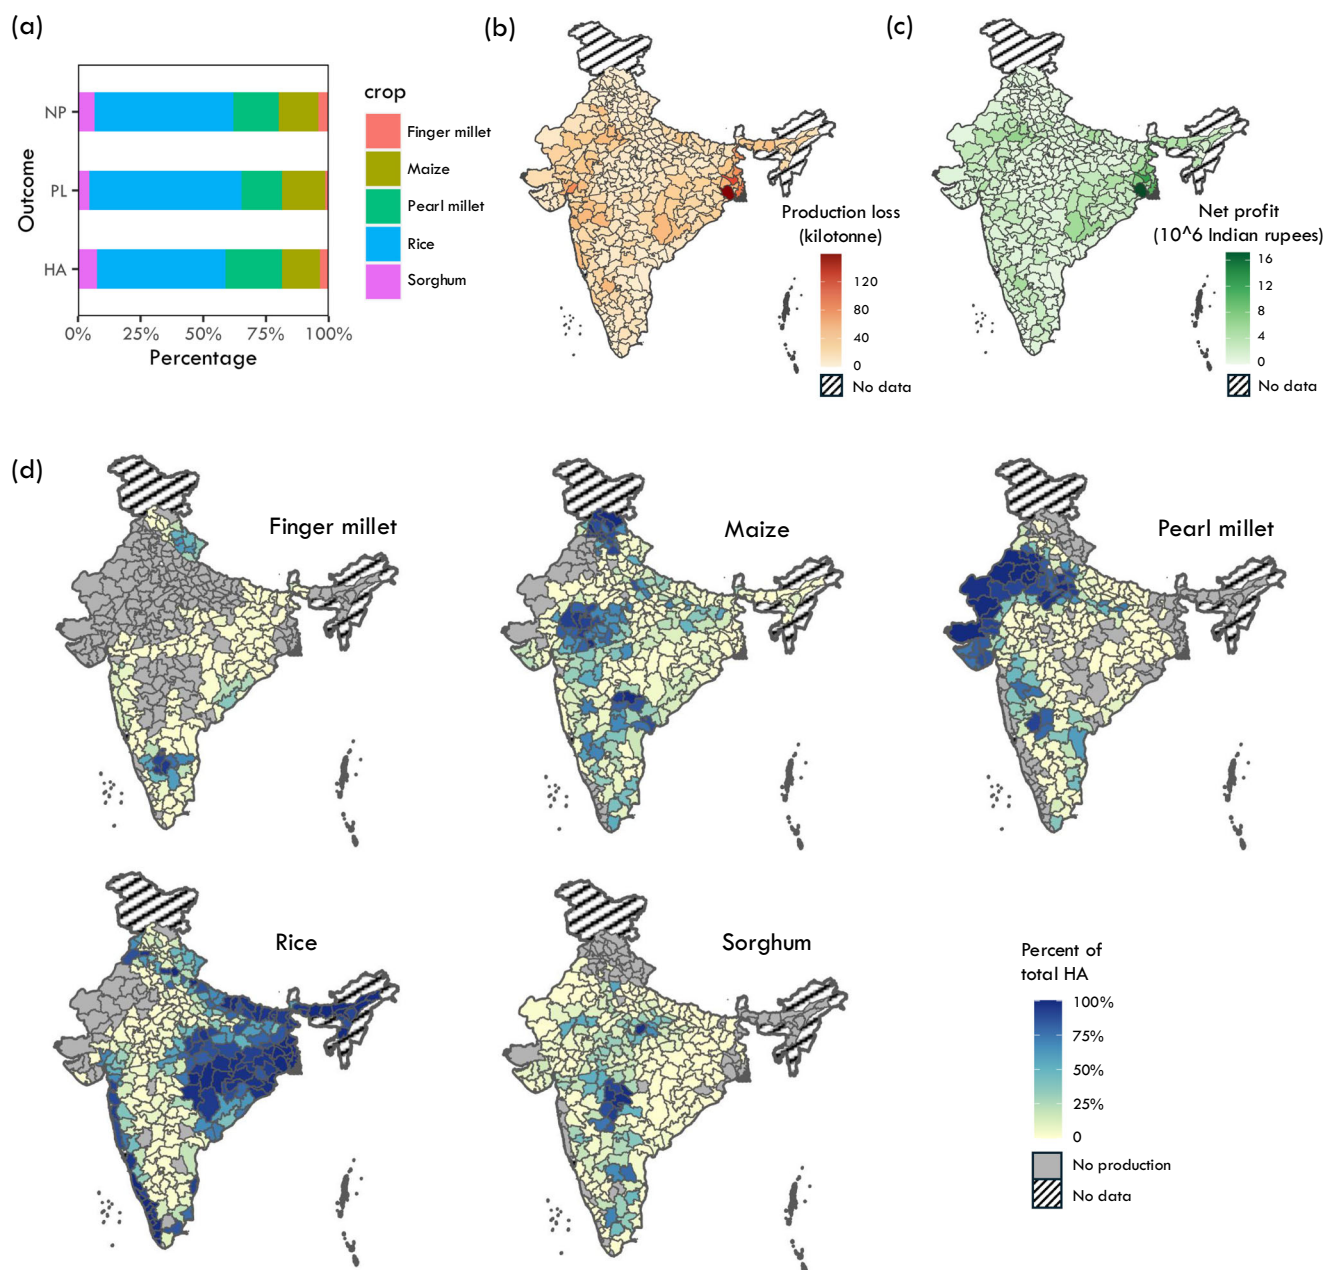 (a)
NP
PL
HA
Outcome
0%
25%
50%
75%
100%
Percentage
crop
Finger millet
Maize
Pearl millet
Rice
Sorghum
(b)
Production loss
(kilotonne)
120
80
40
0
No data
(c)
Net profit
(10^6 Indian rupees)
16
12
8
4
0
No data
(d)
Finger millet
Maize
Pearl millet
Rice
Sorghum
Percent of
total HA
100%
75%
50%
25%
0
No production
No data